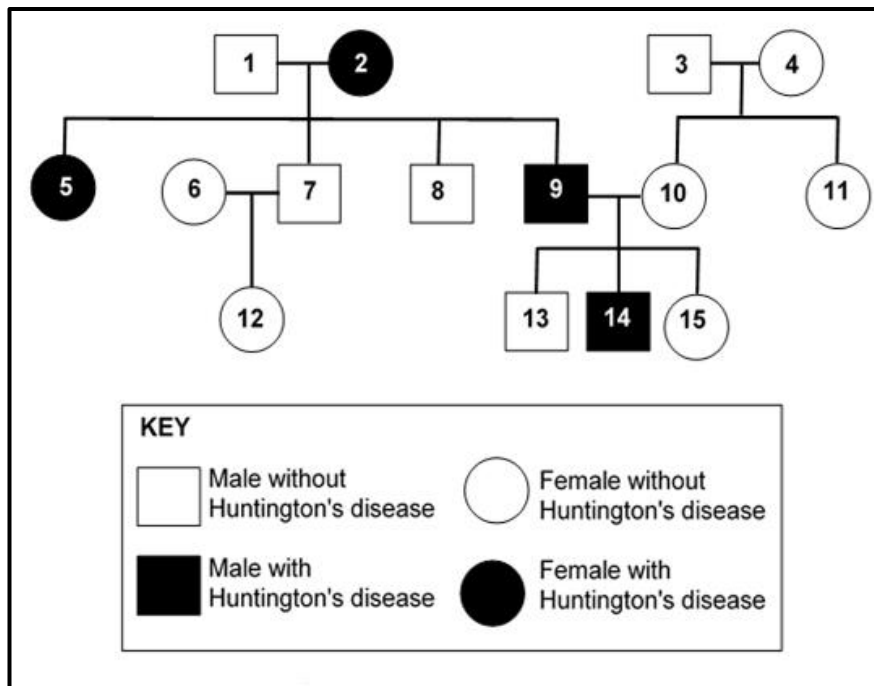 1
2
3
4
5
6
7
8
9
10
11
12
13
14
15
KEY
Male without
Huntington's disease
Female without
Huntington's disease
Male with
Huntington's disease
Female with
Huntington's disease